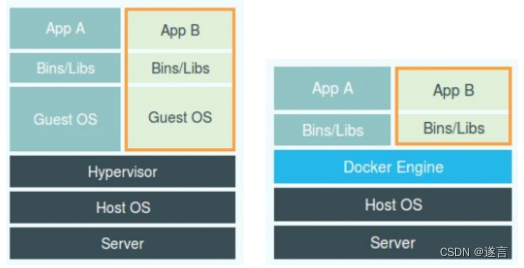 App A
App B
Bins/Libs
Bins/Libs
Guest OS
Guest OS
Hypervisor
Host OS
Server
App A
App B
Bins/Libs
Bins/Libs
Docker Engine
Host OS
Server
CSDN @遂言